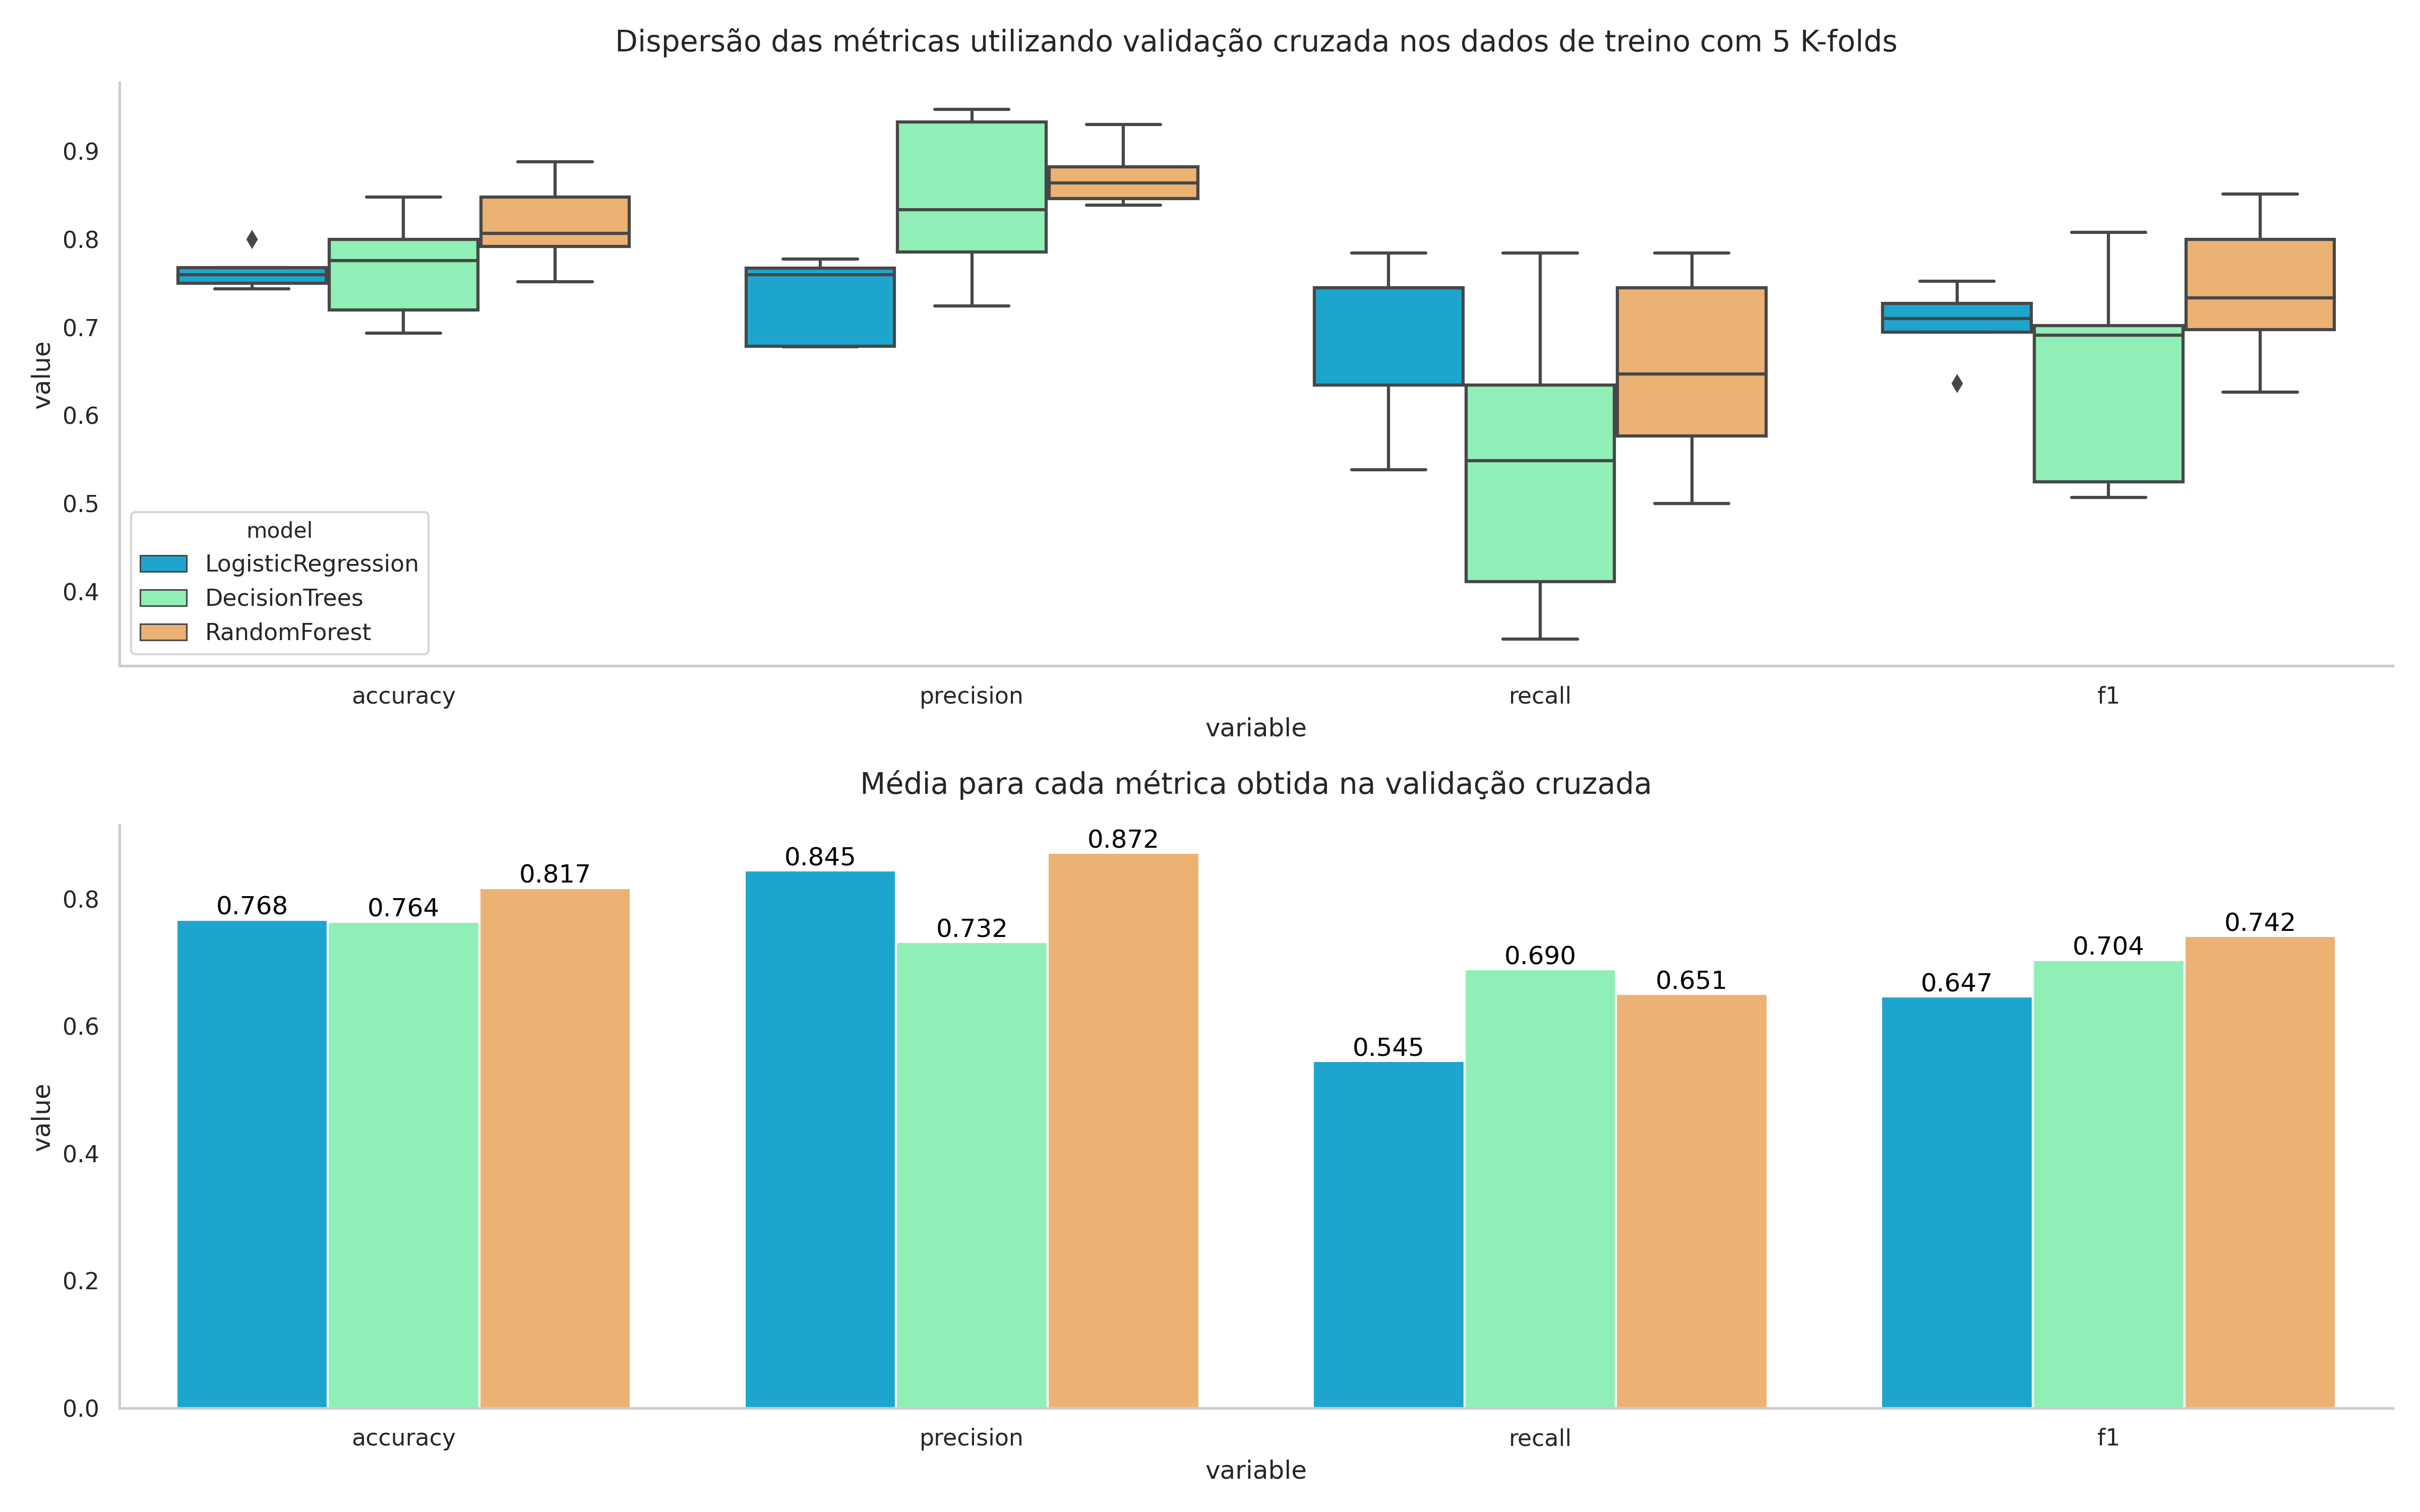 Dispersão das métricas utilizando validação cruzada nos dados de treino com 5 K-folds
value
0.9
0.8
0.7
0.6
0.5
0.4
model
LogisticRegression
DecisionTrees
RandomForest
accuracy precision recall f1
variable
Média para cada métrica obtida na validação cruzada
value
0.8
0.6
0.4
0.2
0.0
0.768 0.764 0.817
0.845 0.732 0.872
0.545 0.690 0.651
0.647 0.704 0.742
accuracy precision recall f1
variable